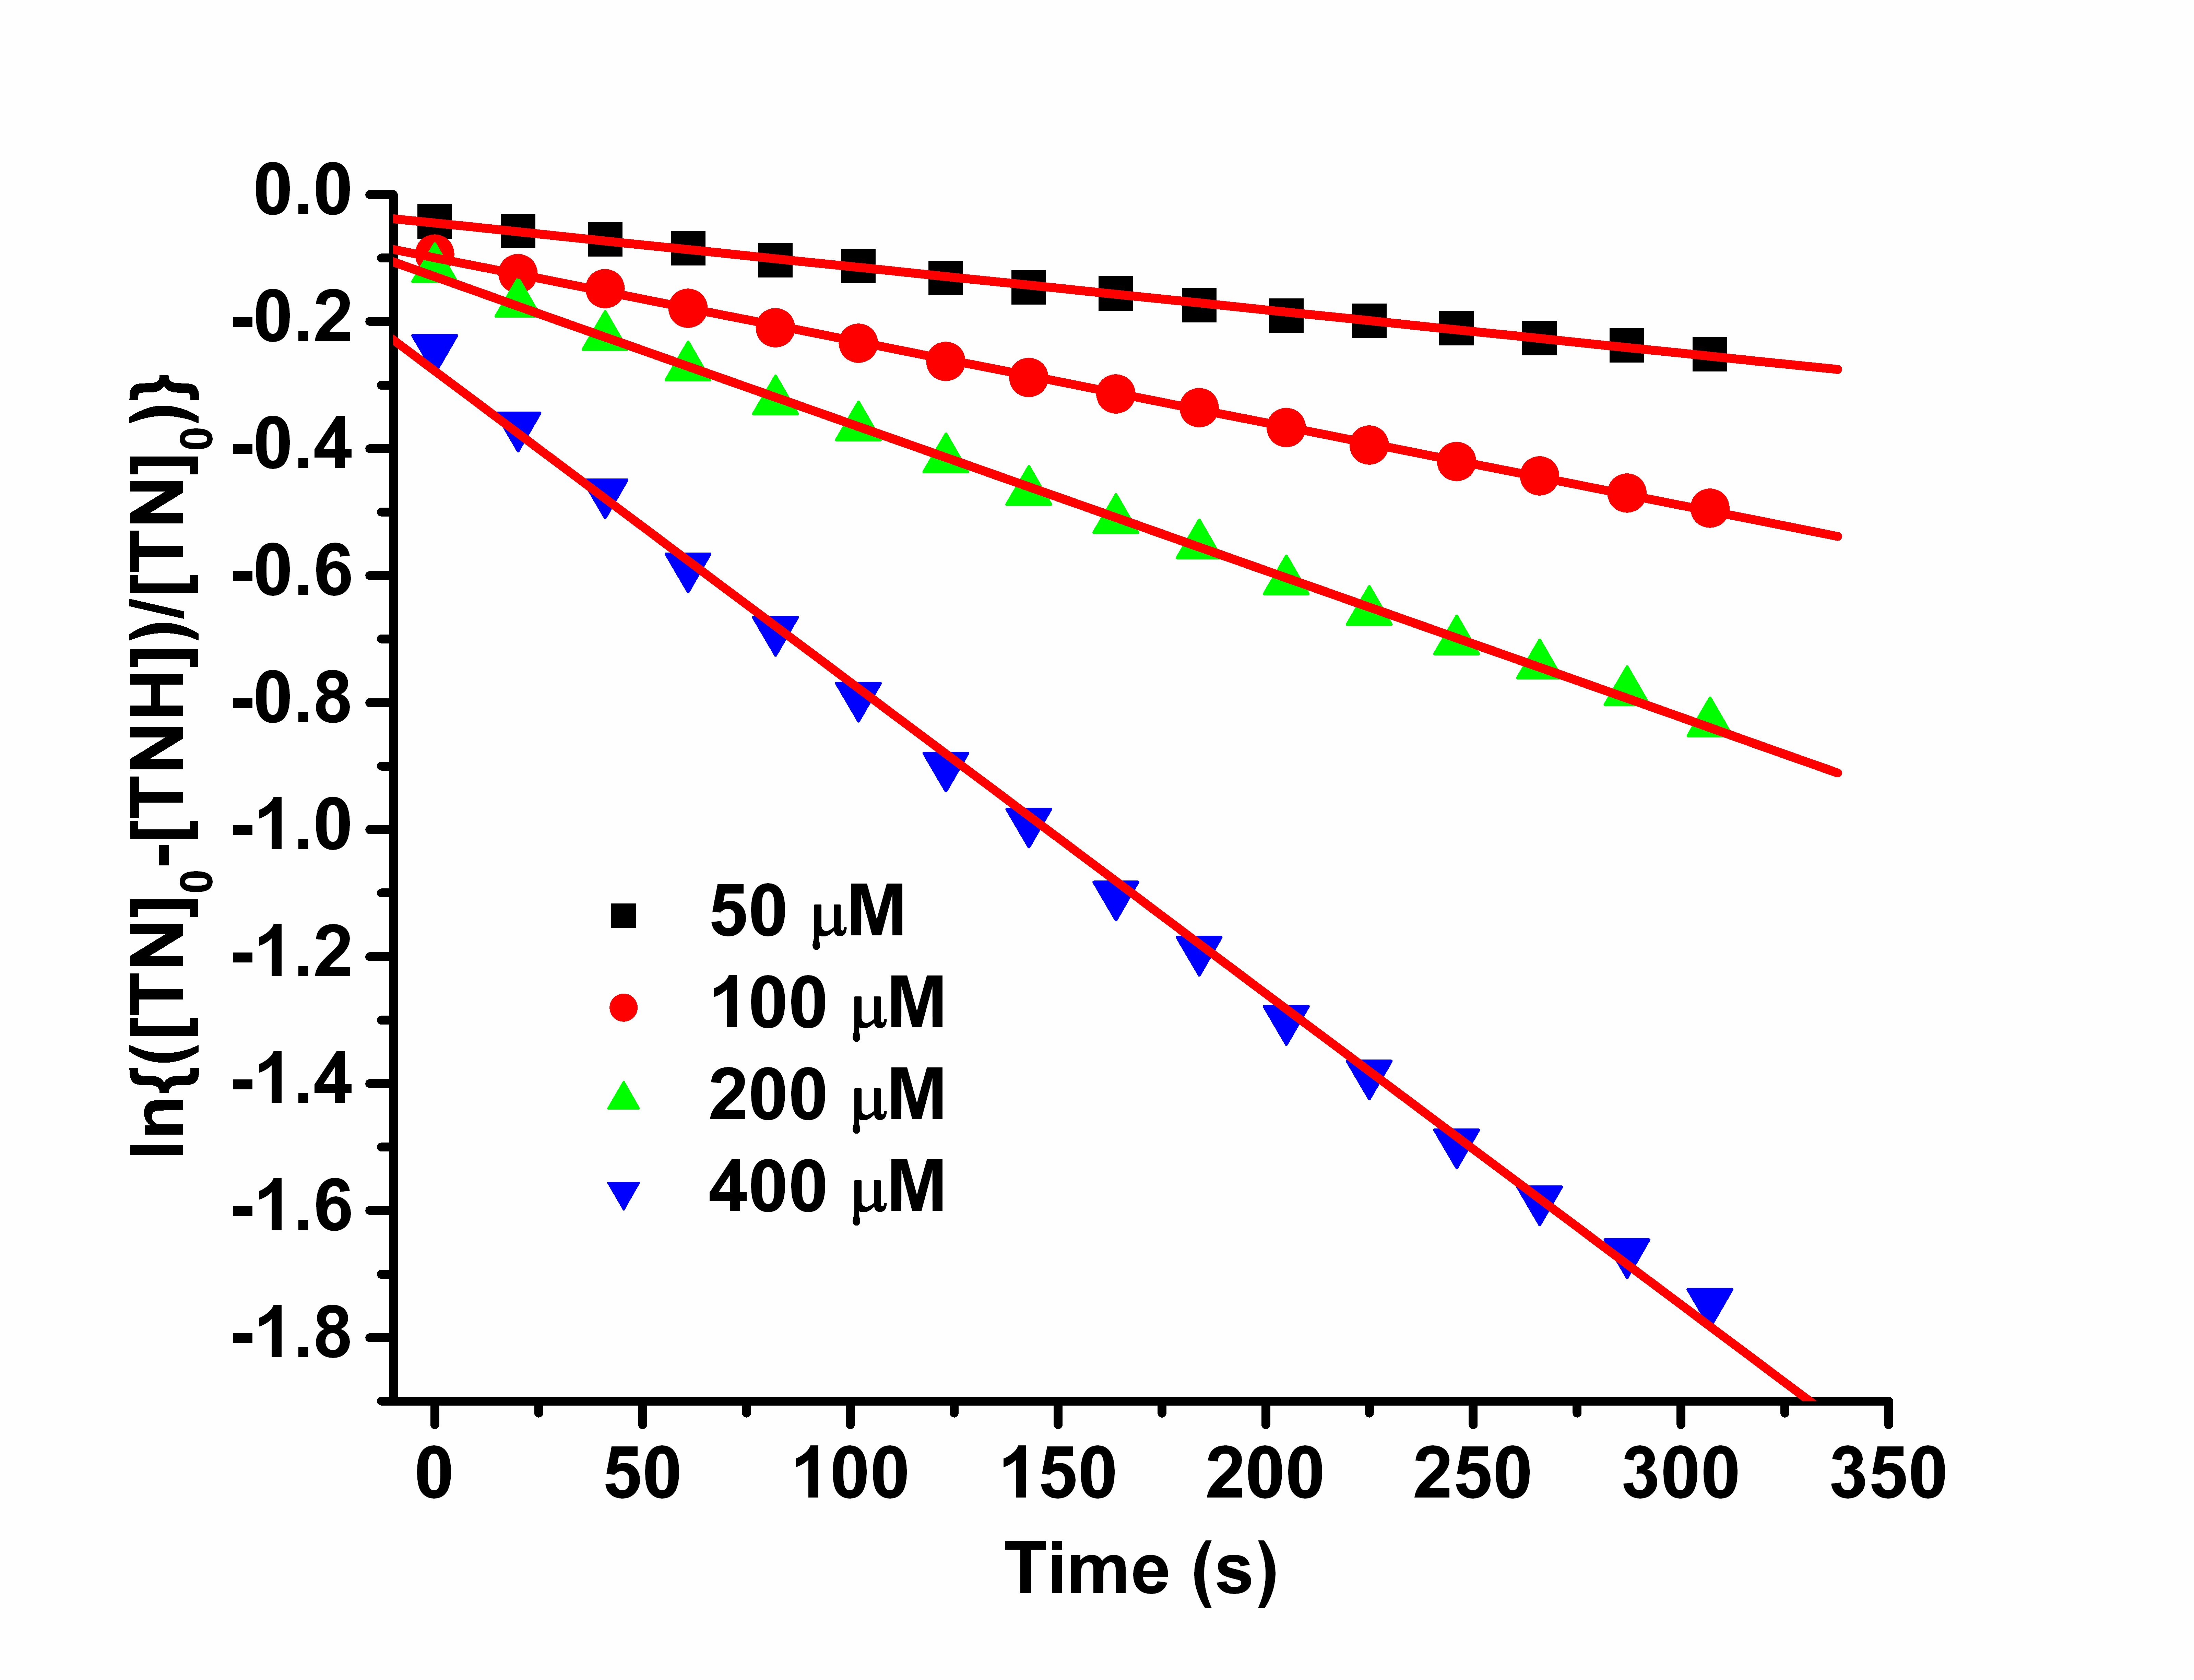 0.0
-0.2
-0.4
-0.6
-0.8
-1.0
-1.2
-1.4
-1.6
-1.8
ln{([TN]0-[TNH])/[TN]0)}
50 μM
100 μM
200 μM
400 μM
0 50 100 150 200 250 300 350
Time (s)